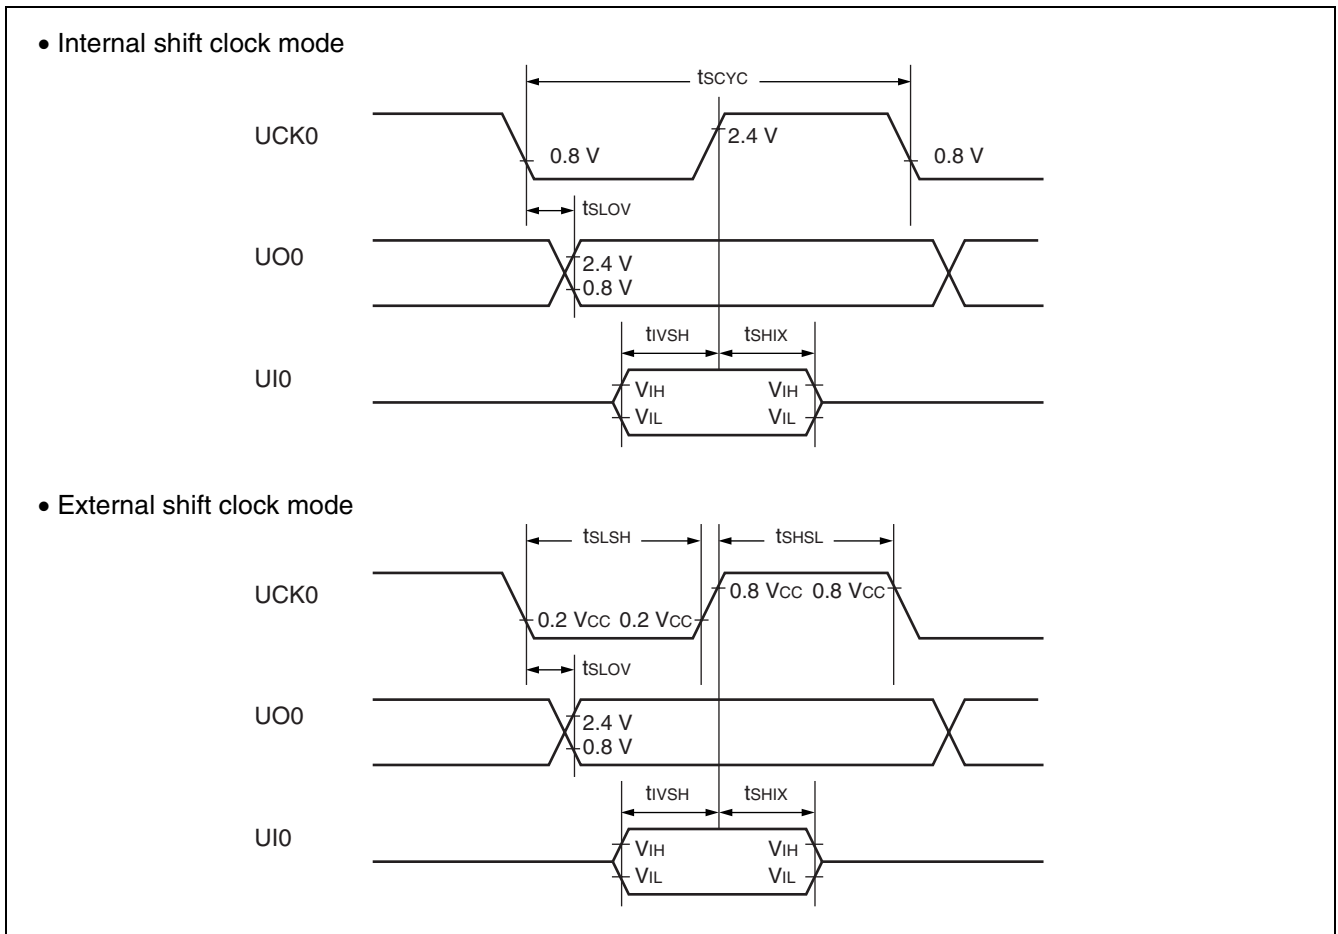 • Internal shift clock mode
tSCYC
UCK0
0.8 V
2.4 V
0.8 V
tSLOV
UO0
2.4 V
0.8 V
tIVSH tSHIX
UI0
VIH VIH
VIL VIL
• External shift clock mode
tSLSH tSHSL
UCK0
0.2 VCC 0.2 VCC
0.8 VCC 0.8 VCC
tSLOV
UO0
2.4 V
0.8 V
tIVSH tSHIX
UI0
VIH VIH
VIL VIL